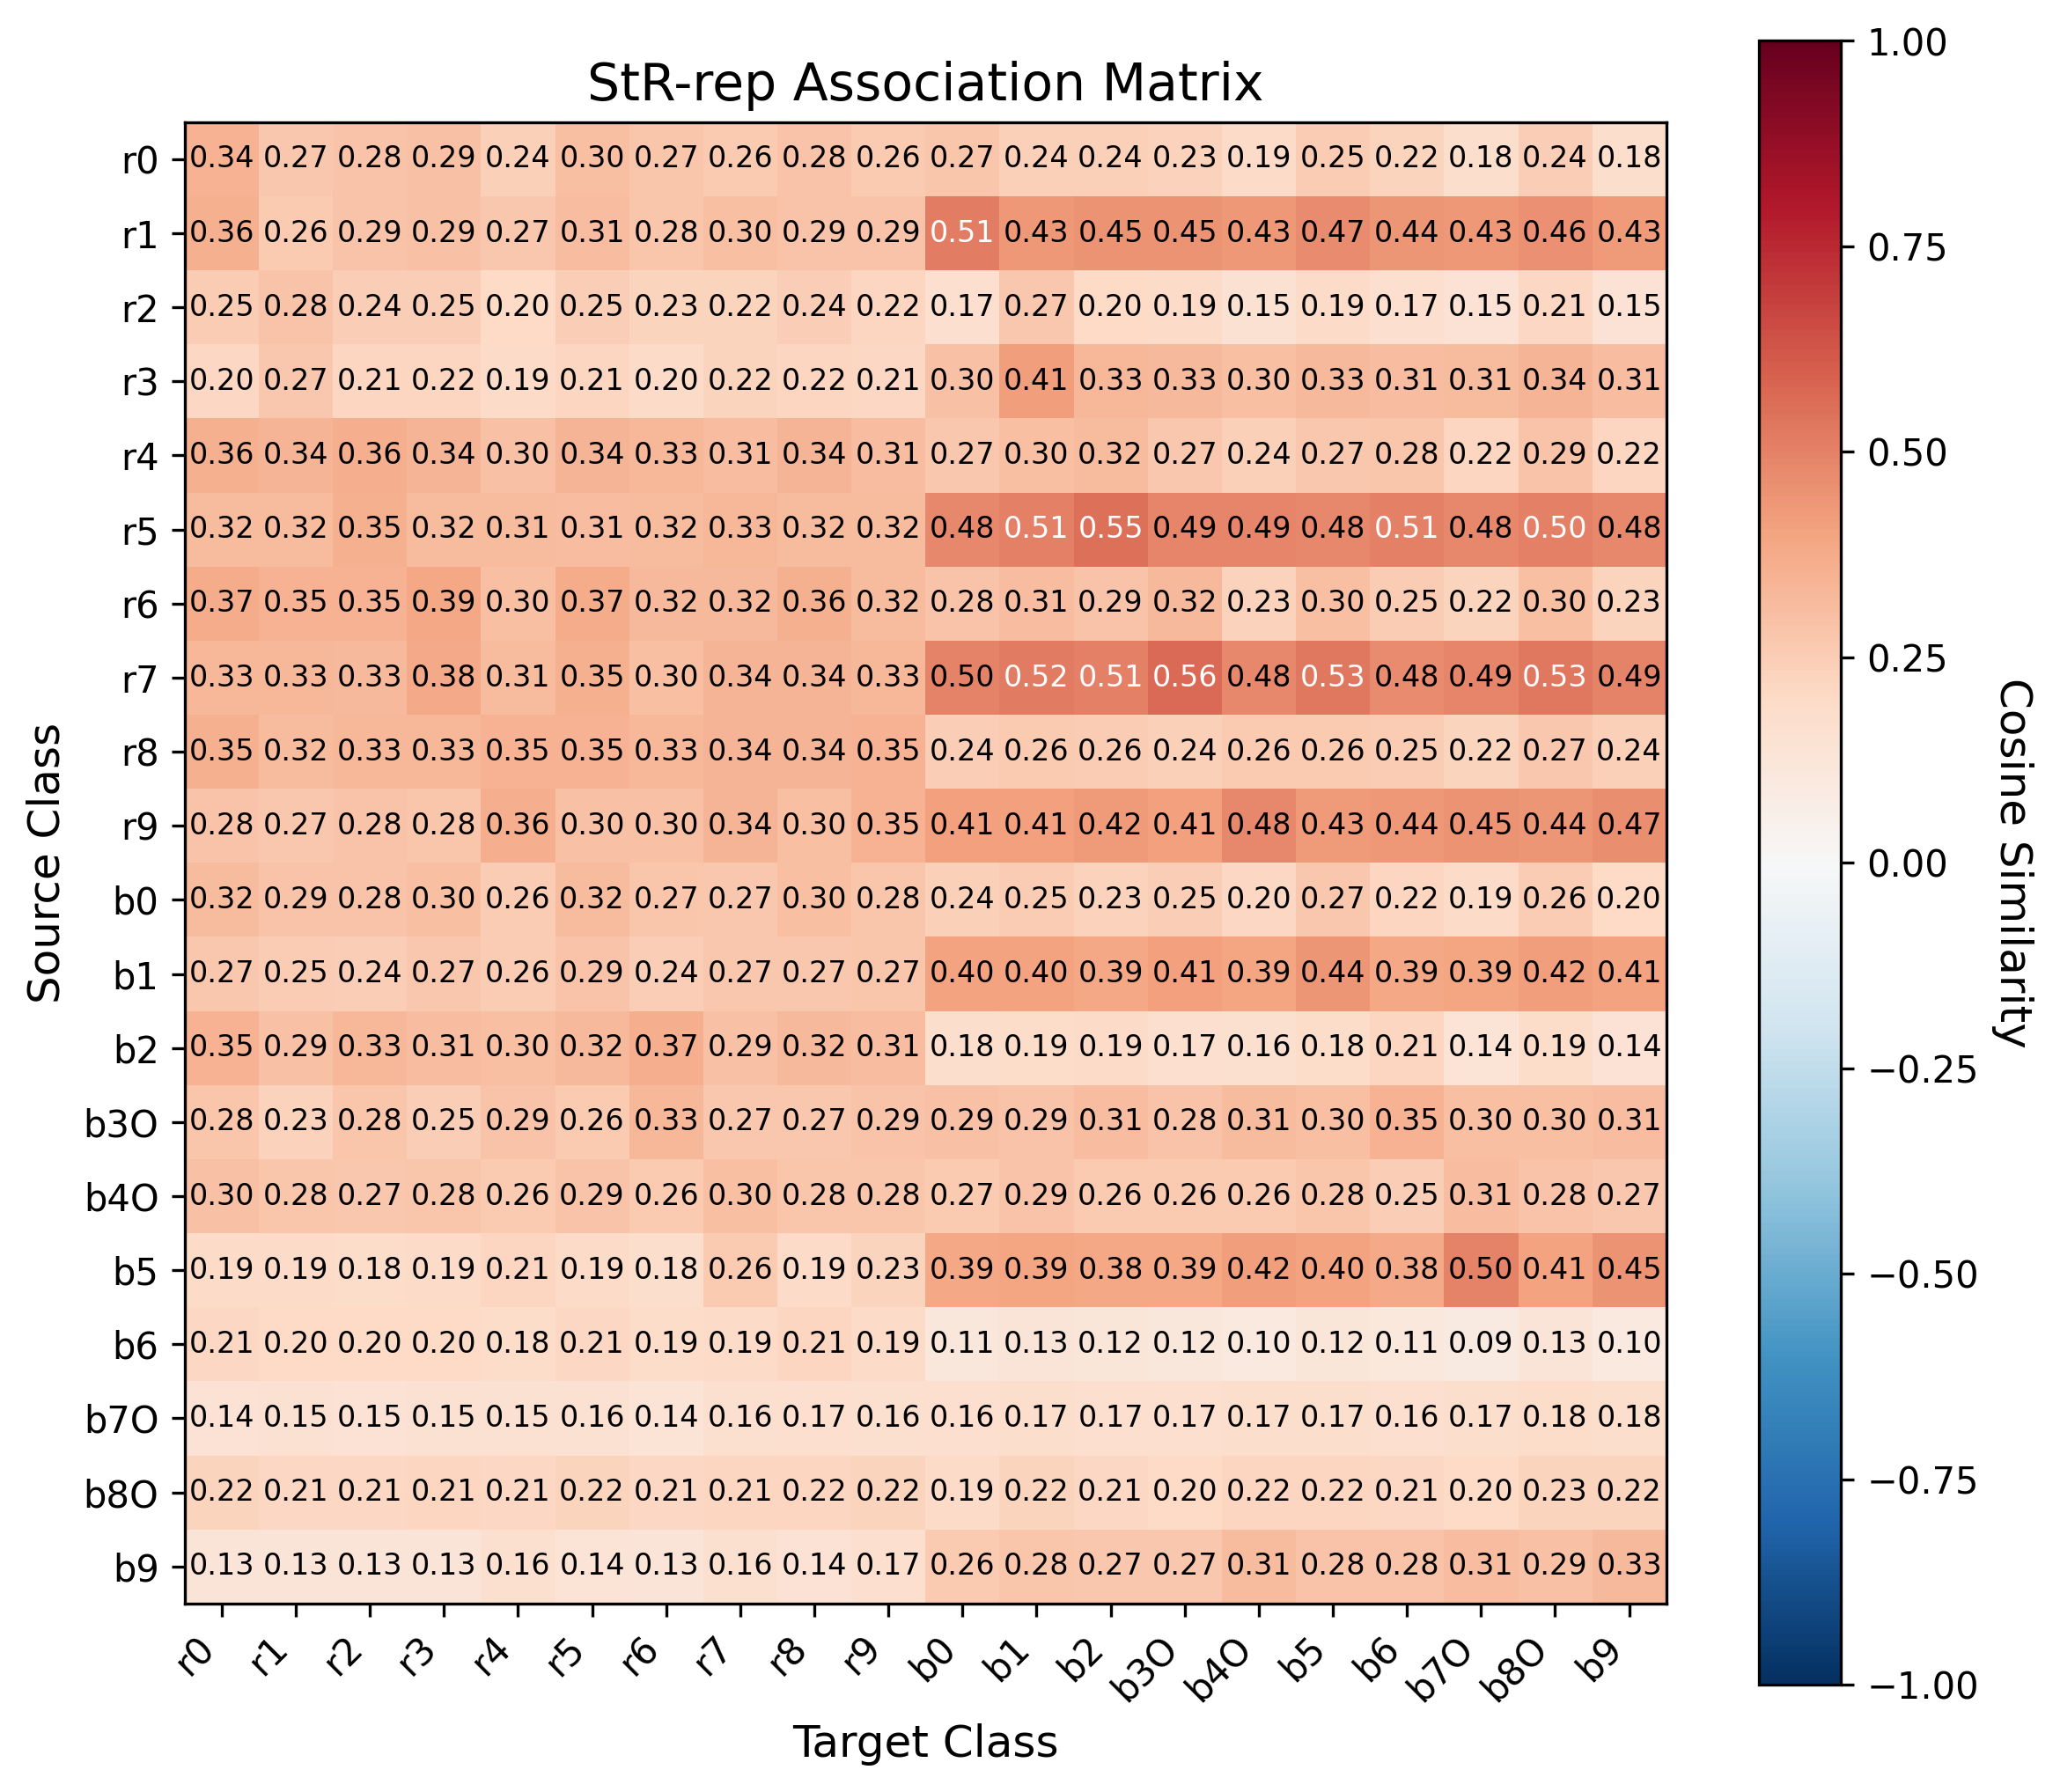 StR-rep Association Matrix
r0 0.34 0.27 0.28 0.29 0.24 0.30 0.27 0.26 0.28 0.26 0.27 0.24 0.24 0.23 0.19 0.25 0.22 0.18 0.24 0.18
r1 0.36 0.26 0.29 0.29 0.27 0.31 0.28 0.30 0.29 0.29 0.51 0.43 0.45 0.45 0.43 0.47 0.44 0.43 0.46 0.43
r2 0.25 0.28 0.24 0.25 0.20 0.25 0.23 0.22 0.24 0.22 0.17 0.27 0.20 0.19 0.15 0.19 0.17 0.15 0.21 0.15
r3 0.20 0.27 0.21 0.22 0.19 0.21 0.20 0.22 0.22 0.21 0.30 0.41 0.33 0.33 0.30 0.33 0.31 0.31 0.34 0.31
r4 0.36 0.34 0.36 0.34 0.30 0.34 0.33 0.31 0.34 0.31 0.27 0.30 0.32 0.27 0.24 0.27 0.28 0.22 0.29 0.22
r5 0.32 0.32 0.35 0.32 0.31 0.31 0.32 0.33 0.32 0.32 0.48 0.51 0.55 0.49 0.49 0.48 0.51 0.48 0.50 0.48
r6 0.37 0.35 0.35 0.39 0.30 0.37 0.32 0.32 0.36 0.32 0.28 0.31 0.29 0.32 0.23 0.30 0.25 0.22 0.30 0.23
r7 0.33 0.33 0.33 0.38 0.31 0.35 0.30 0.34 0.34 0.33 0.50 0.52 0.51 0.56 0.48 0.53 0.48 0.49 0.53 0.49
r8 0.35 0.32 0.33 0.33 0.35 0.35 0.33 0.34 0.34 0.35 0.24 0.26 0.26 0.24 0.26 0.26 0.25 0.22 0.27 0.24
r9 0.28 0.27 0.28 0.28 0.36 0.30 0.30 0.34 0.30 0.35 0.41 0.41 0.42 0.41 0.48 0.43 0.44 0.45 0.44 0.47
b0 0.32 0.29 0.28 0.30 0.26 0.32 0.27 0.27 0.30 0.28 0.24 0.25 0.23 0.25 0.20 0.27 0.22 0.19 0.26 0.20
b1 0.27 0.25 0.24 0.27 0.26 0.29 0.24 0.27 0.27 0.27 0.40 0.40 0.39 0.41 0.39 0.44 0.39 0.39 0.42 0.41
b2 0.35 0.29 0.33 0.31 0.30 0.32 0.37 0.29 0.32 0.31 0.18 0.19 0.19 0.17 0.16 0.18 0.21 0.14 0.19 0.14
b3O 0.28 0.23 0.28 0.25 0.29 0.26 0.33 0.27 0.27 0.29 0.29 0.29 0.31 0.28 0.31 0.30 0.35 0.30 0.30 0.31
b4O 0.30 0.28 0.27 0.28 0.26 0.29 0.26 0.30 0.28 0.28 0.27 0.29 0.26 0.26 0.26 0.28 0.25 0.31 0.28 0.27
b5 0.19 0.19 0.18 0.19 0.21 0.19 0.18 0.26 0.19 0.23 0.39 0.39 0.38 0.39 0.42 0.40 0.38 0.50 0.41 0.45
b6 0.21 0.20 0.20 0.20 0.18 0.21 0.19 0.19 0.21 0.19 0.11 0.13 0.12 0.12 0.10 0.12 0.11 0.09 0.13 0.10
b7O 0.14 0.15 0.15 0.15 0.15 0.16 0.14 0.16 0.17 0.16 0.16 0.17 0.17 0.17 0.17 0.17 0.16 0.17 0.18 0.18
b8O 0.22 0.21 0.21 0.21 0.21 0.22 0.21 0.21 0.22 0.22 0.19 0.22 0.21 0.20 0.22 0.22 0.21 0.20 0.23 0.22
b9 0.13 0.13 0.13 0.13 0.16 0.14 0.13 0.16 0.14 0.17 0.26 0.28 0.27 0.27 0.31 0.28 0.28 0.31 0.29 0.33
r0 r1 r2 r3 r4 r5 r6 r7 r8 r9 b0 b1 b2 b3O b4O b5 b6 b7O b8O b9
Target Class
Source Class
1.00
0.75
0.50
0.25
0.00
−0.25
−0.50
−0.75
−1.00
Cosine Similarity